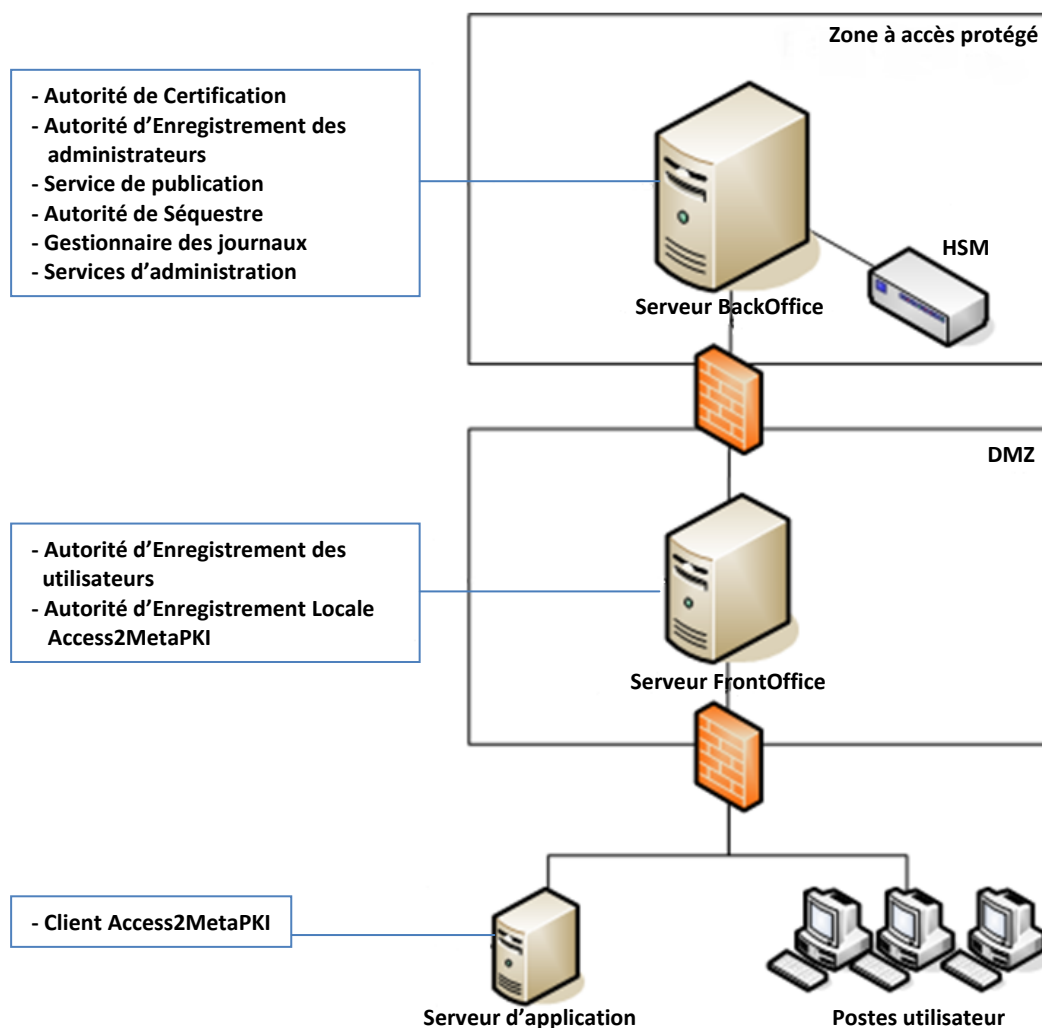 Zone à accès protégé
- Autorité de Certification
- Autorité d’Enregistrement des
administrateurs
- Service de publication
- Autorité de Séquestre
- Gestionnaire des journaux
- Services d’administration
HSM
Serveur BackOffice
DMZ
- Autorité d’Enregistrement des
utilisateurs
- Autorité d’Enregistrement Locale
Access2MetaPKI
Serveur FrontOffice
- Client Access2MetaPKI
Serveur d’application
Postes utilisateur